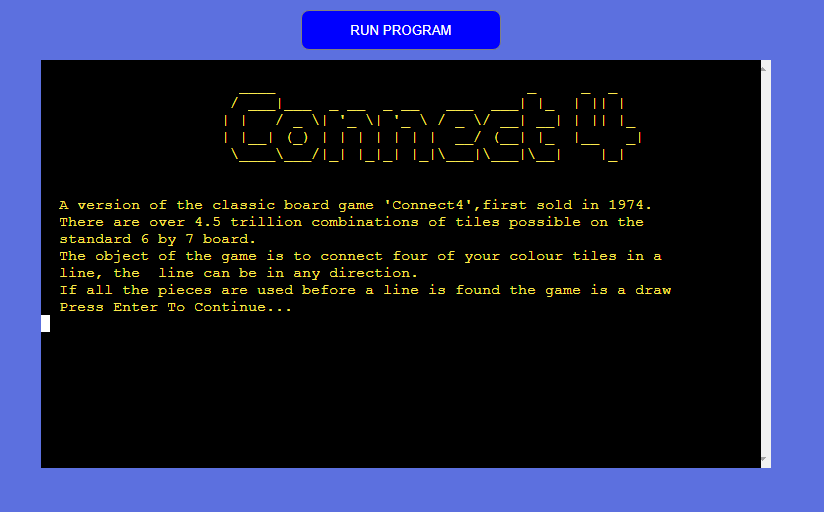 RUN PROGRAM
Connect 4
A version of the classic board game 'Connect4',first sold in 1974.
There are over 4.5 trillion combinations of tiles possible on the
standard 6 by 7 board.
The object of the game is to connect four of your colour tiles in a
line, the  line can be in any direction.
If all the pieces are used before a line is found the game is a draw
Press Enter To Continue...